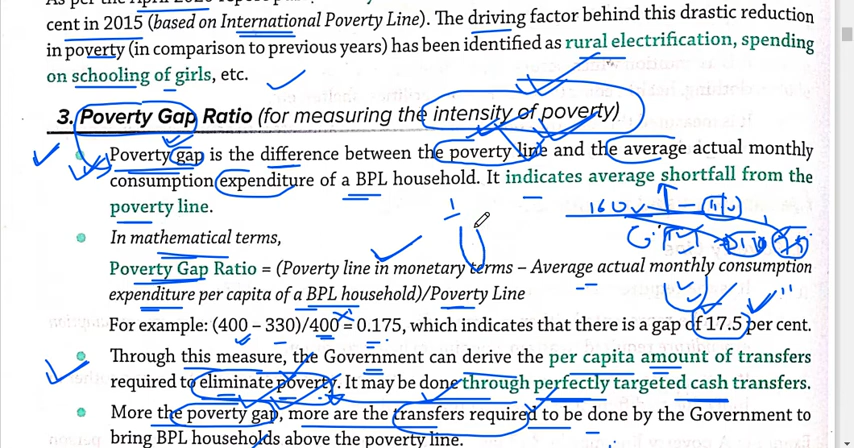 As per the April 2020 report
cent in 2015 (based on International Poverty Line). The driving factor behind this drastic reduction
in poverty (in comparison to previous years) has been identified as rural electrification, spending
on schooling of girls, etc.
3. Poverty Gap Ratio (for measuring the intensity of poverty)
• Poverty gap is the difference between the poverty line and the average actual monthly
consumption expenditure of a BPL household. It indicates average shortfall from the
poverty line.
160
• In mathematical terms,
Poverty Gap Ratio = (Poverty line in monetary terms – Average actual monthly consumption
expenditure per capita of a BPL household)/Poverty Line
For example: (400 – 330)/400 = 0.175, which indicates that there is a gap of 17.5 per cent.
• Through this measure, the Government can derive the per capita amount of transfers
required to eliminate poverty. It may be done through perfectly targeted cash transfers.
• More the poverty gap, more are the transfers required to be done by the Government to
bring BPL households above the poverty line.